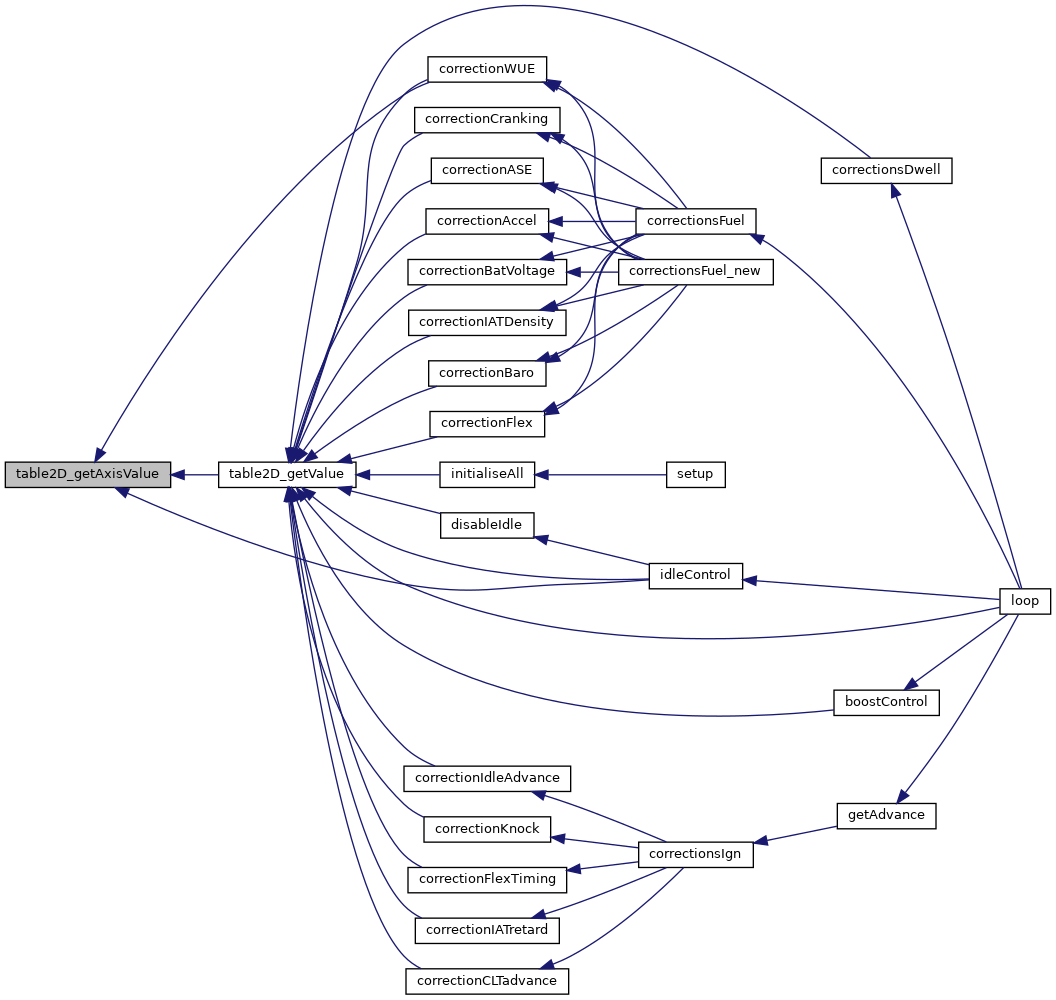 correctionWUE
correctionCranking
correctionsDwell
correctionASE
correctionAccel
correctionsFuel
correctionBatVoltage
correctionsFuel_new
correctionIATDensity
correctionBaro
correctionFlex
table2D_getAxisValue
table2D_getValue
initialiseAll
setup
disableIdle
idleControl
loop
boostControl
correctionIdleAdvance
getAdvance
correctionKnock
correctionsIgn
correctionFlexTiming
correctionIATretard
correctionCLTadvance